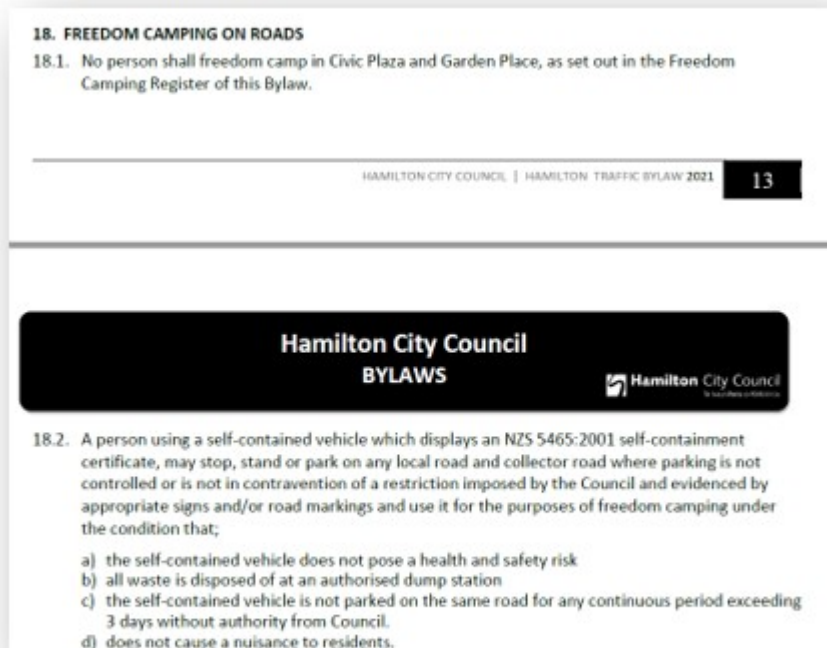 18. FREEDOM CAMPING ON ROADS
18.1. No person shall freedom camp in Civic Plaza and Garden Place, as set out in the Freedom
Camping Register of this Bylaw.
HAMILTON CITY COUNCIL | HAMILTON TRAFFIC BYLAW 2021
13
Hamilton City Council
BYLAWS
Hamilton City Council
18.2. A person using a self-contained vehicle which displays an NZS 5465:2001 self-containment
certificate, may stop, stand or park on any local road and collector road where parking is not
controlled or is not in contravention of a restriction imposed by the Council and evidenced by
appropriate signs and/or road markings and use it for the purposes of freedom camping under
the condition that;
a) the self-contained vehicle does not pose a health and safety risk
b) all waste is disposed of at an authorised dump station
c) the self-contained vehicle is not parked on the same road for any continuous period exceeding
3 days without authority from Council.
d) does not cause a nuisance to residents.